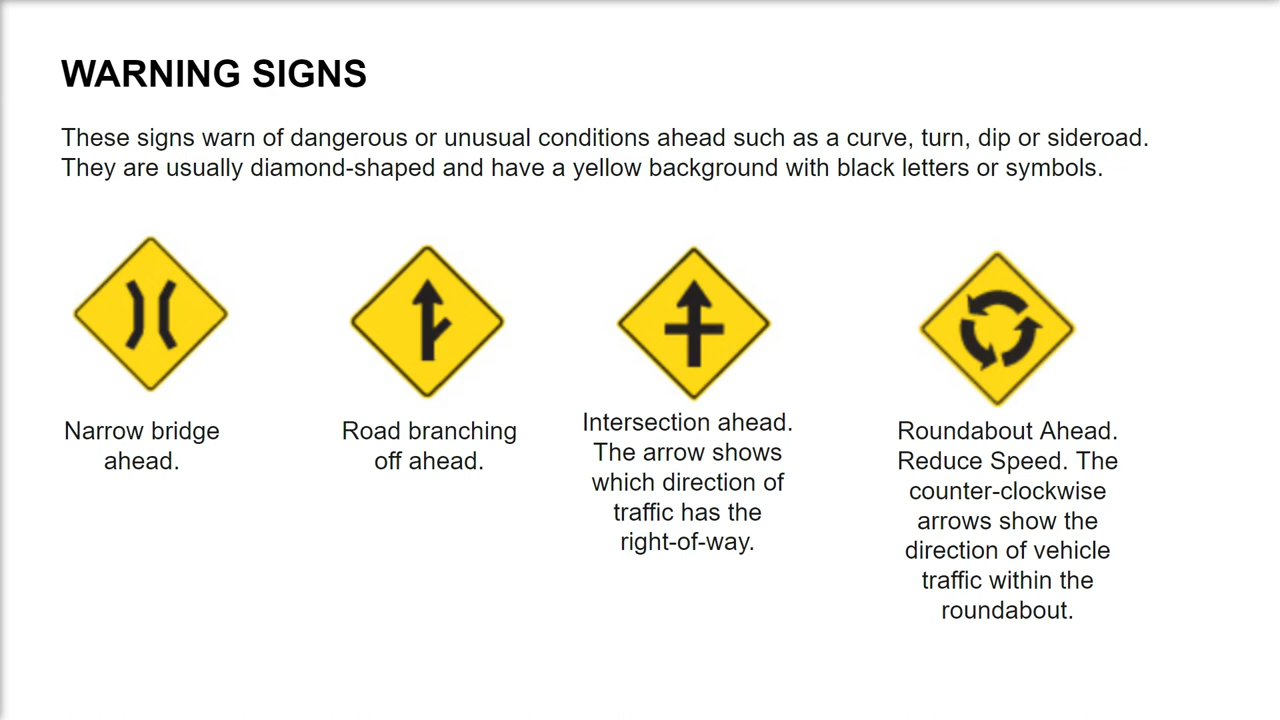 WARNING SIGNS
These signs warn of dangerous or unusual conditions ahead such as a curve, turn, dip or sideroad.
They are usually diamond-shaped and have a yellow background with black letters or symbols.
Narrow bridge
ahead.
Road branching
off ahead.
Intersection ahead.
The arrow shows
which direction of
traffic has the
right-of-way.
Roundabout Ahead.
Reduce Speed. The
counter-clockwise
arrows show the
direction of vehicle
traffic within the
roundabout.